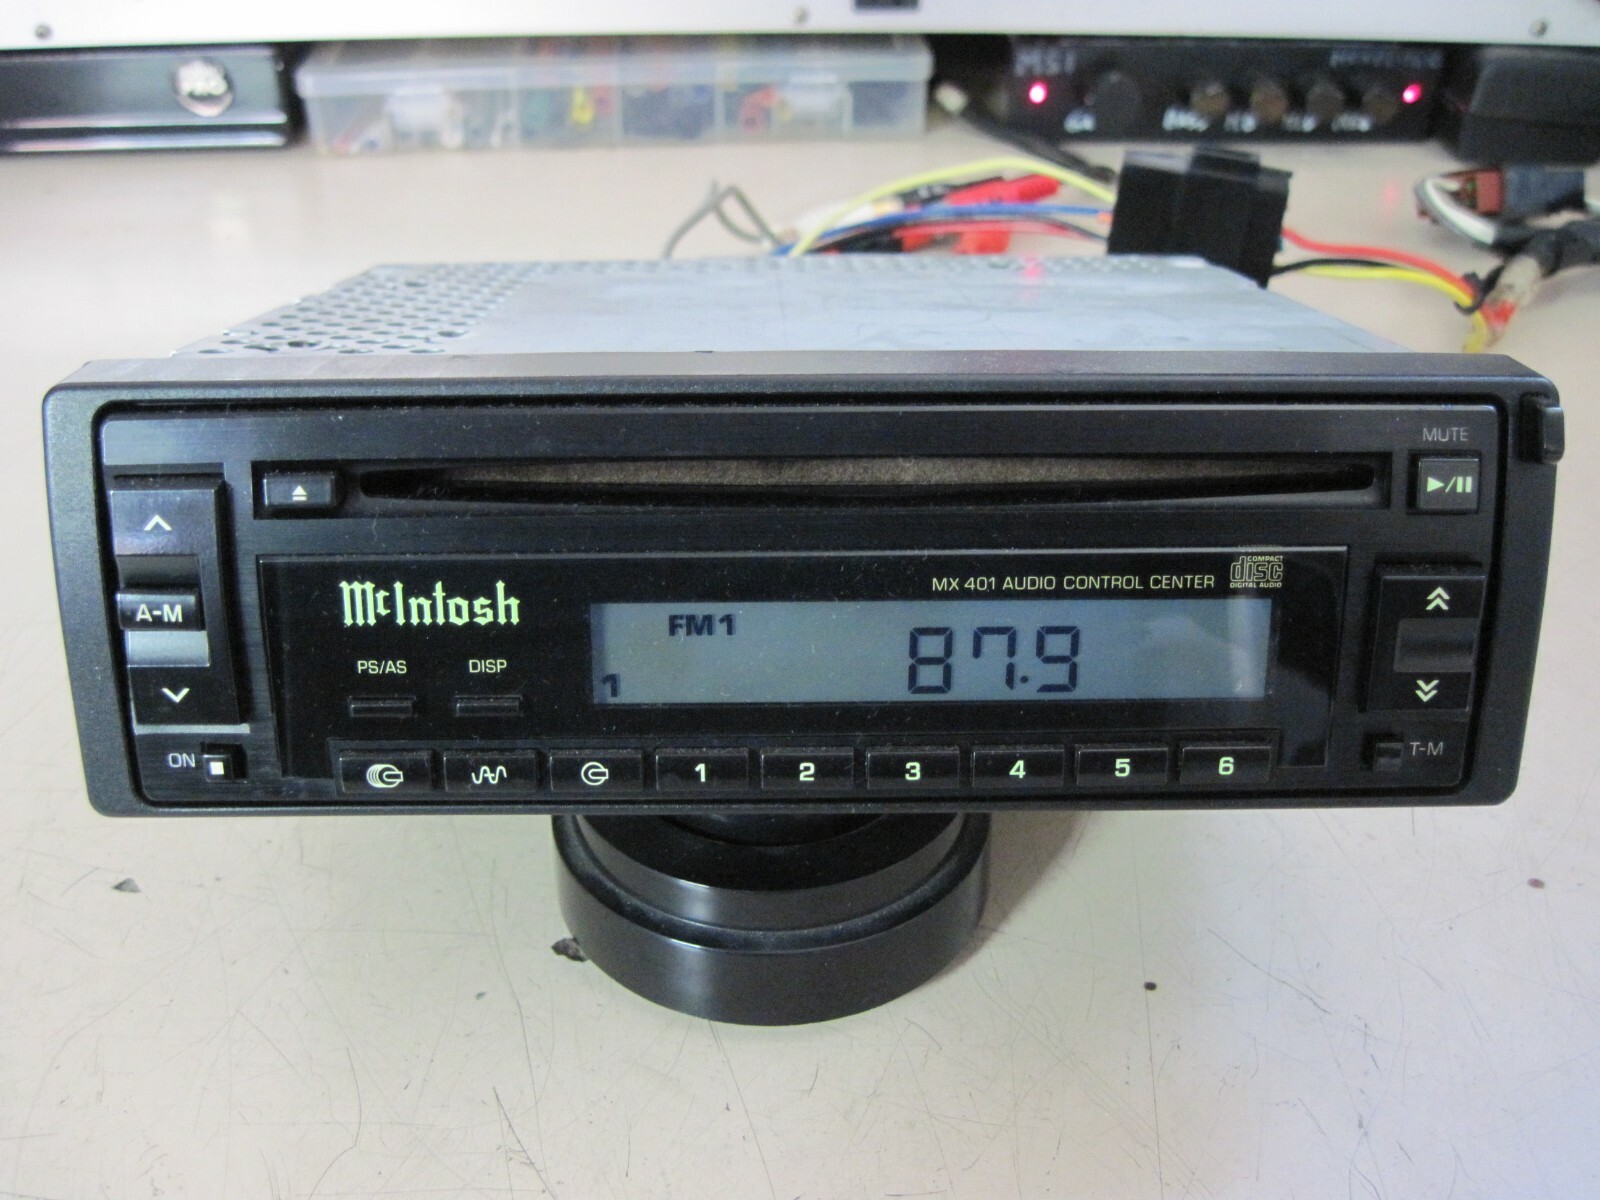 PRO
MUTE
A-M
McIntosh
MX 401 AUDIO CONTROL CENTER
COMPACT
disc
DIGITAL AUDIO
FM1
87.9
1
PS/AS
DISP
ON
T-M
1
2
3
4
5
6